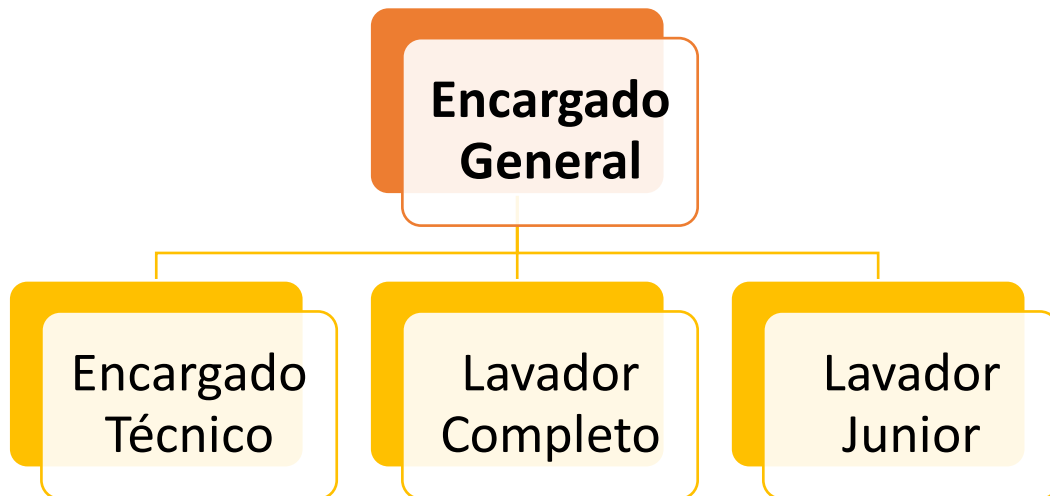 Encargado
General
Encargado
Técnico
Lavador
Completo
Lavador
Junior